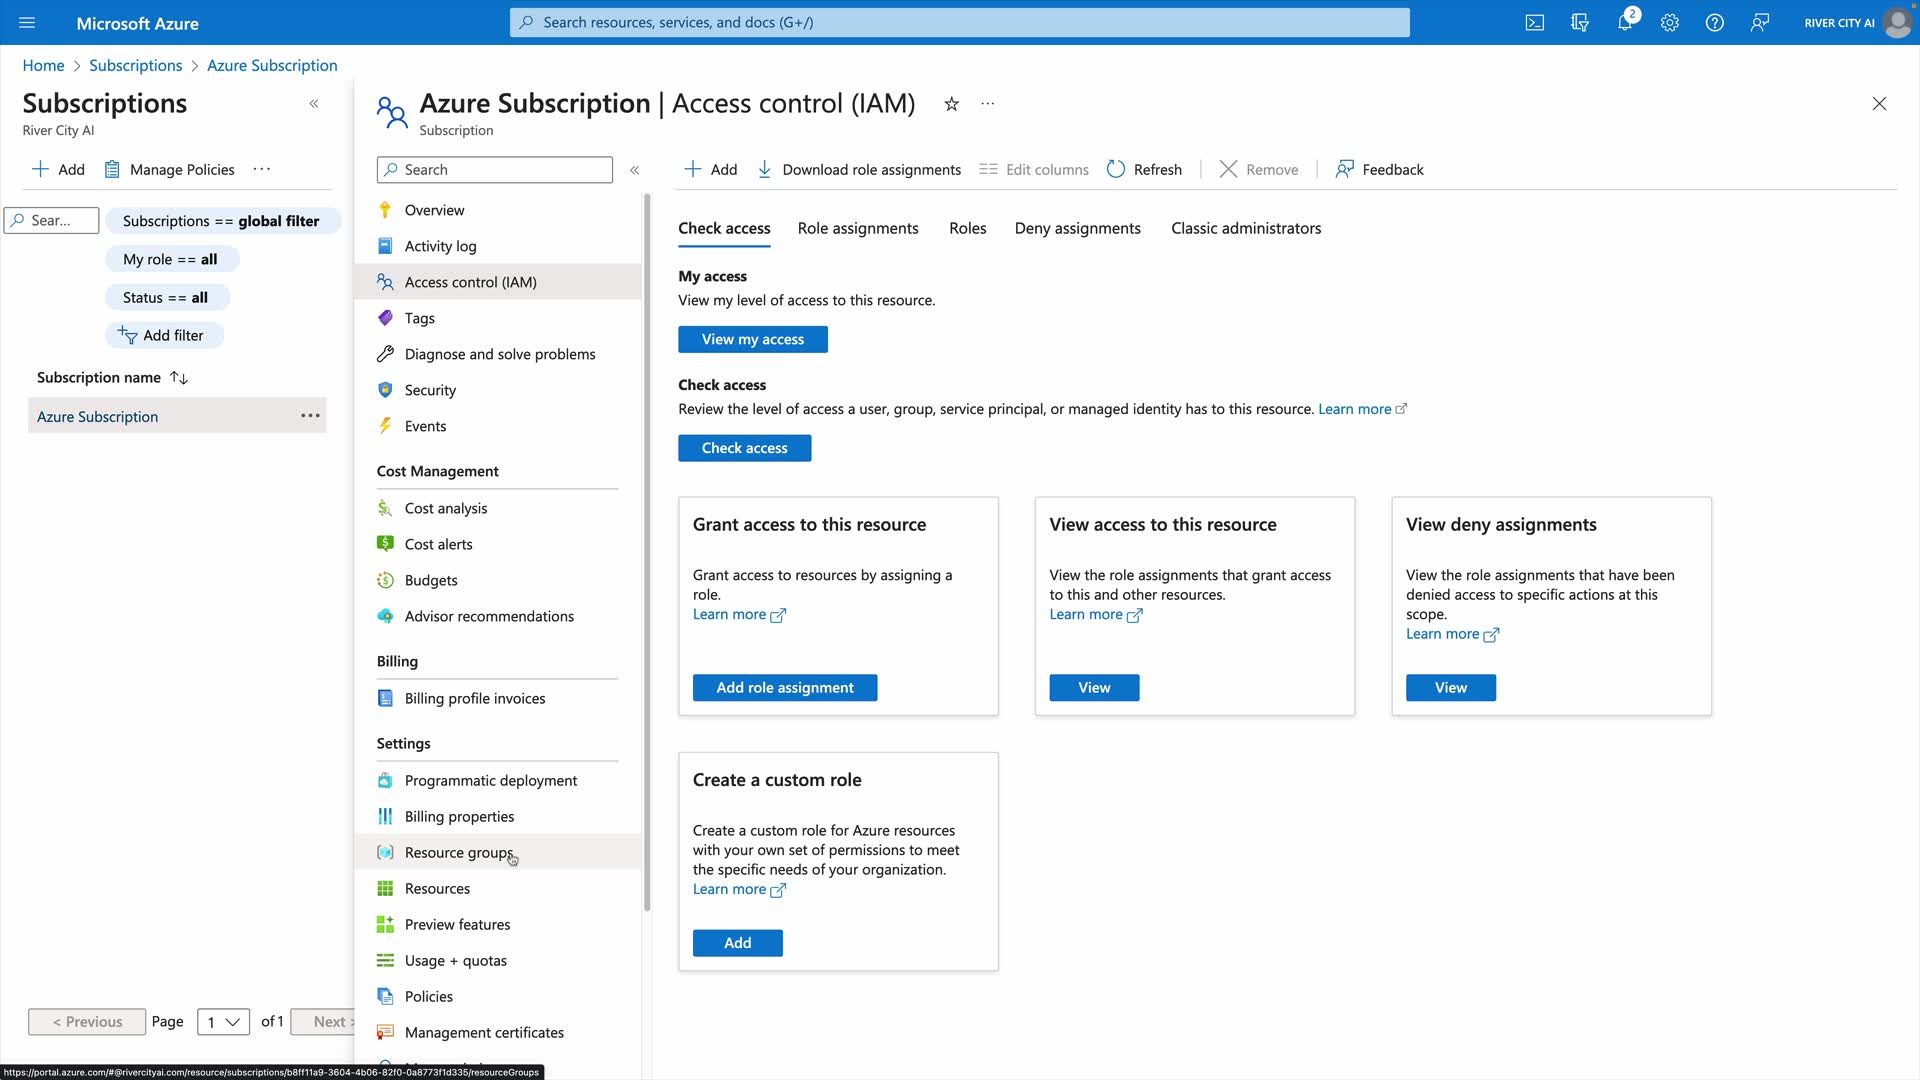 Microsoft Azure
Search resources, services, and docs (G+/)
2
RIVER CITY AI
Home > Subscriptions > Azure Subscription
Subscriptions
River City AI
Add
Manage Policies
...
Sear...
Subscriptions == global filter
My role == all
Status == all
Add filter
Subscription name
Azure Subscription
...
< Previous
Page
1
of 1
Next >
Azure Subscription | Access control (IAM)
...
Subscription
Search
Overview
Activity log
Access control (IAM)
Tags
Diagnose and solve problems
Security
Events
Cost Management
Cost analysis
Cost alerts
Budgets
Advisor recommendations
Billing
Billing profile invoices
Settings
Programmatic deployment
Billing properties
Resource groups
Resources
Preview features
Usage + quotas
Policies
Management certificates
Add
Download role assignments
Edit columns
Refresh
Remove
Feedback
Check access
Role assignments
Roles
Deny assignments
Classic administrators
My access
View my level of access to this resource.
View my access
Check access
Review the level of access a user, group, service principal, or managed identity has to this resource. Learn more
Check access
Grant access to this resource
Grant access to resources by assigning a
role.
Learn more
Add role assignment
View access to this resource
View the role assignments that grant access
to this and other resources.
Learn more
View
View deny assignments
View the role assignments that have been
denied access to specific actions at this
scope.
Learn more
View
Create a custom role
Create a custom role for Azure resources
with your own set of permissions to meet
the specific needs of your organization.
Learn more
Add
https://portal.azure.com/#@rivercityai.com/resource/subscriptions/b8ff11a9-3604-4b06-82f0-0a8773f1d335/resourceGroups